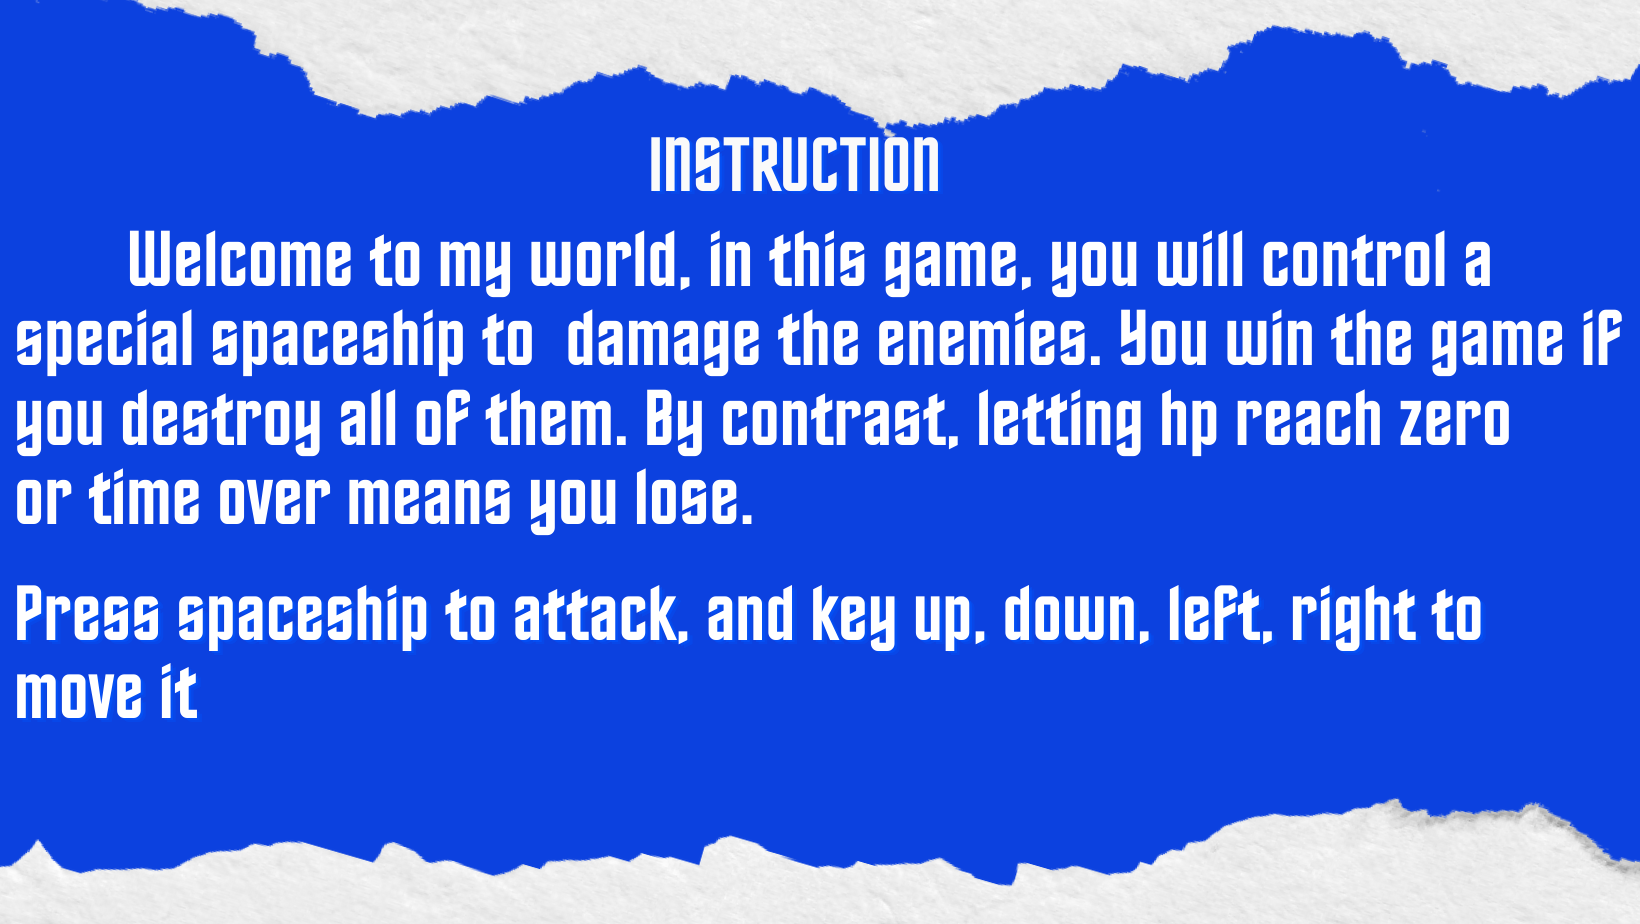 INSTRUCTION
Welcome to my world, in this game, you will control a
special spaceship to  damage the enemies. You win the game if
you destroy all of them. By contrast, letting hp reach zero
or time over means you lose.
Press spaceship to attack, and key up, down, left, right to
move it